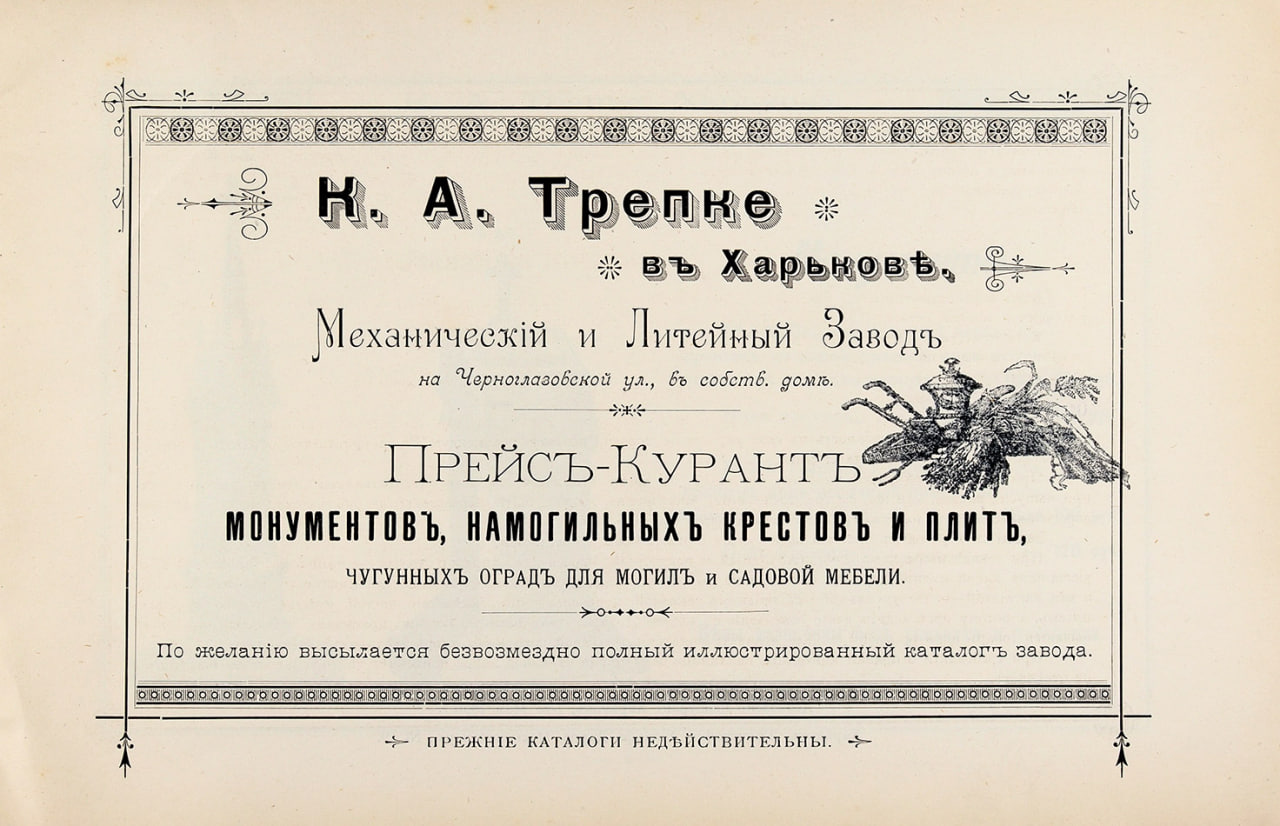 К. А. Трепке
въ Харьковѣ,
Механическій и Литейный Заводъ
на Черноглазовской ул., въ собств. домѣ.
Прейсъ-Курантъ
МОНУМЕНТОВЪ, НАМОГИЛЬНЫХЪ КРЕСТОВЪ И ПЛИТЪ,
ЧУГУННЫХЪ ОГРАДЪ ДЛЯ МОГИЛЪ и САДОВОЙ МЕБЕЛИ.
По желанію высылается безвозмездно полный иллюстрированный каталогъ завода.
ПРЕЖНІЕ КАТАЛОГИ НЕДѢЙСТВИТЕЛЬНЫ.